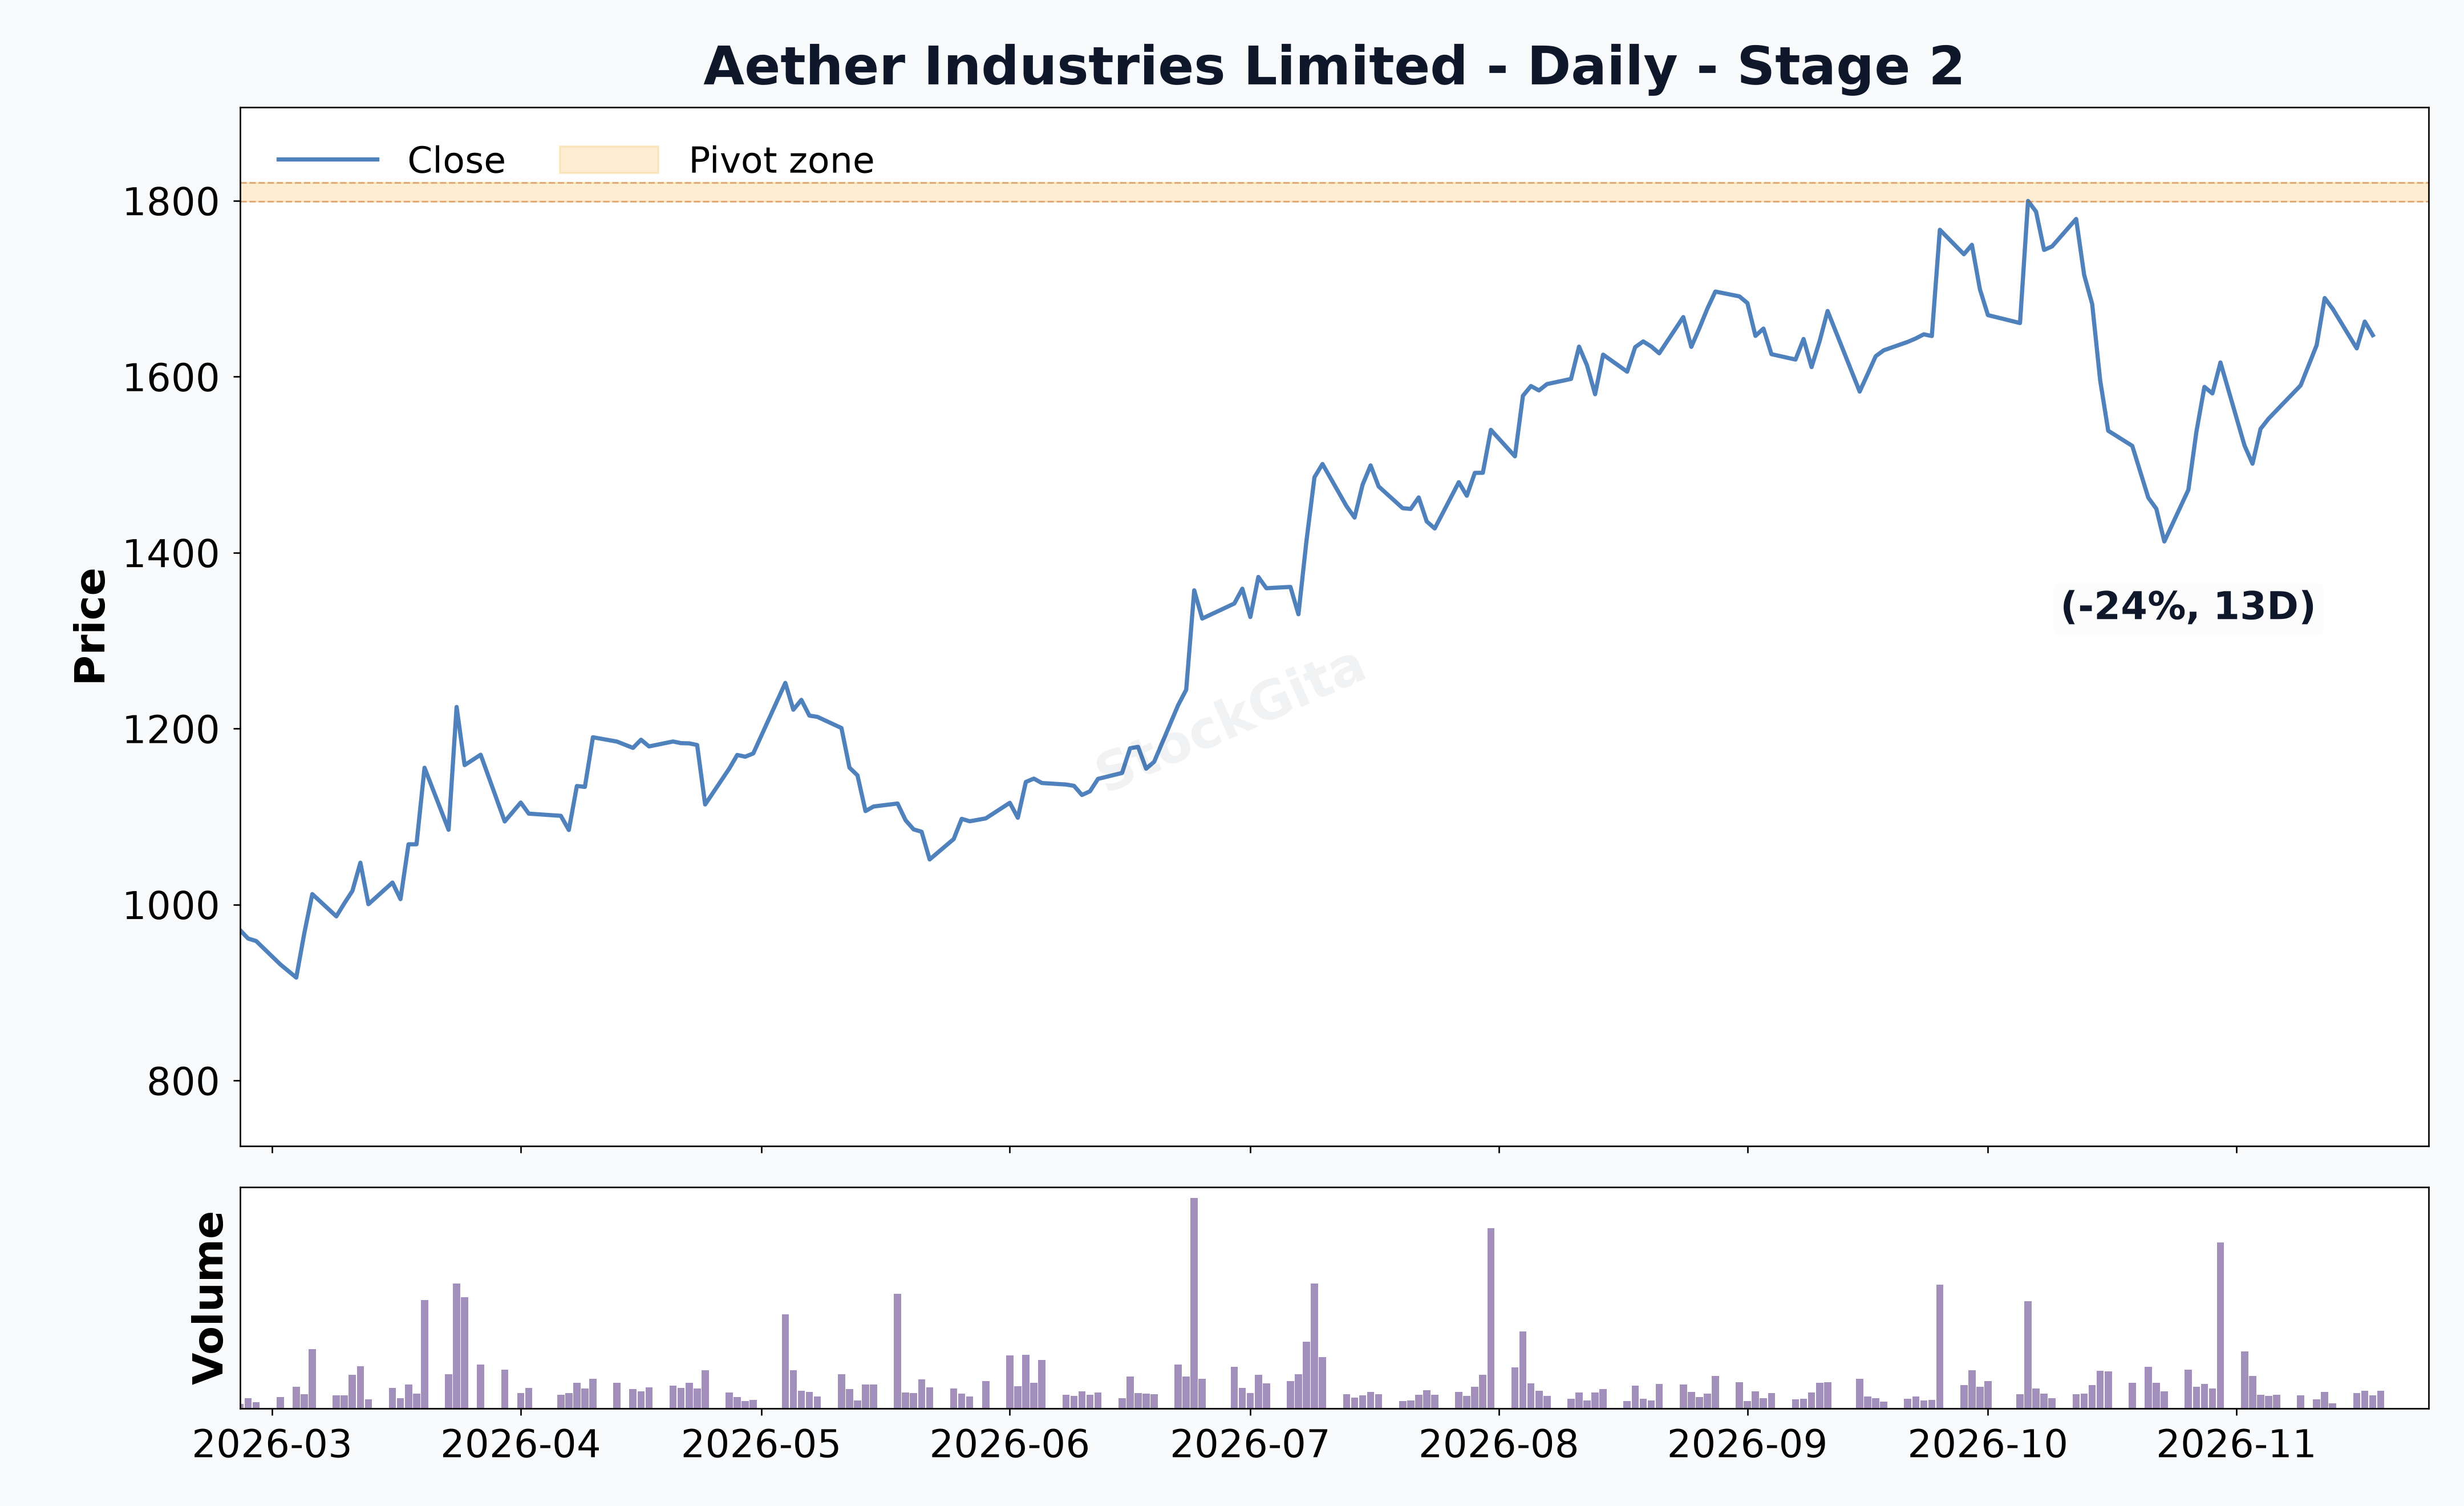 Aether Industries Limited - Daily - Stage 2
Close
Pivot zone
1800
1600
1400
1200
1000
800
Price
(-24%, 13D)
StockGita
Volume
2026-03
2026-04
2026-05
2026-06
2026-07
2026-08
2026-09
2026-10
2026-11